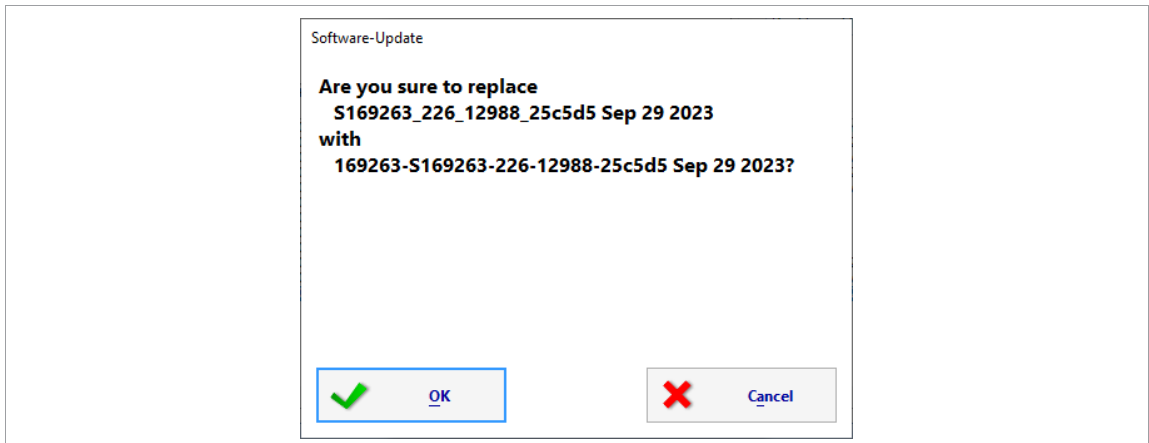 Software-Update
Are you sure to replace
S169263_226_12988_25c5d5 Sep 29 2023
with
169263-S169263-226-12988-25c5d5 Sep 29 2023?
OK
Cancel